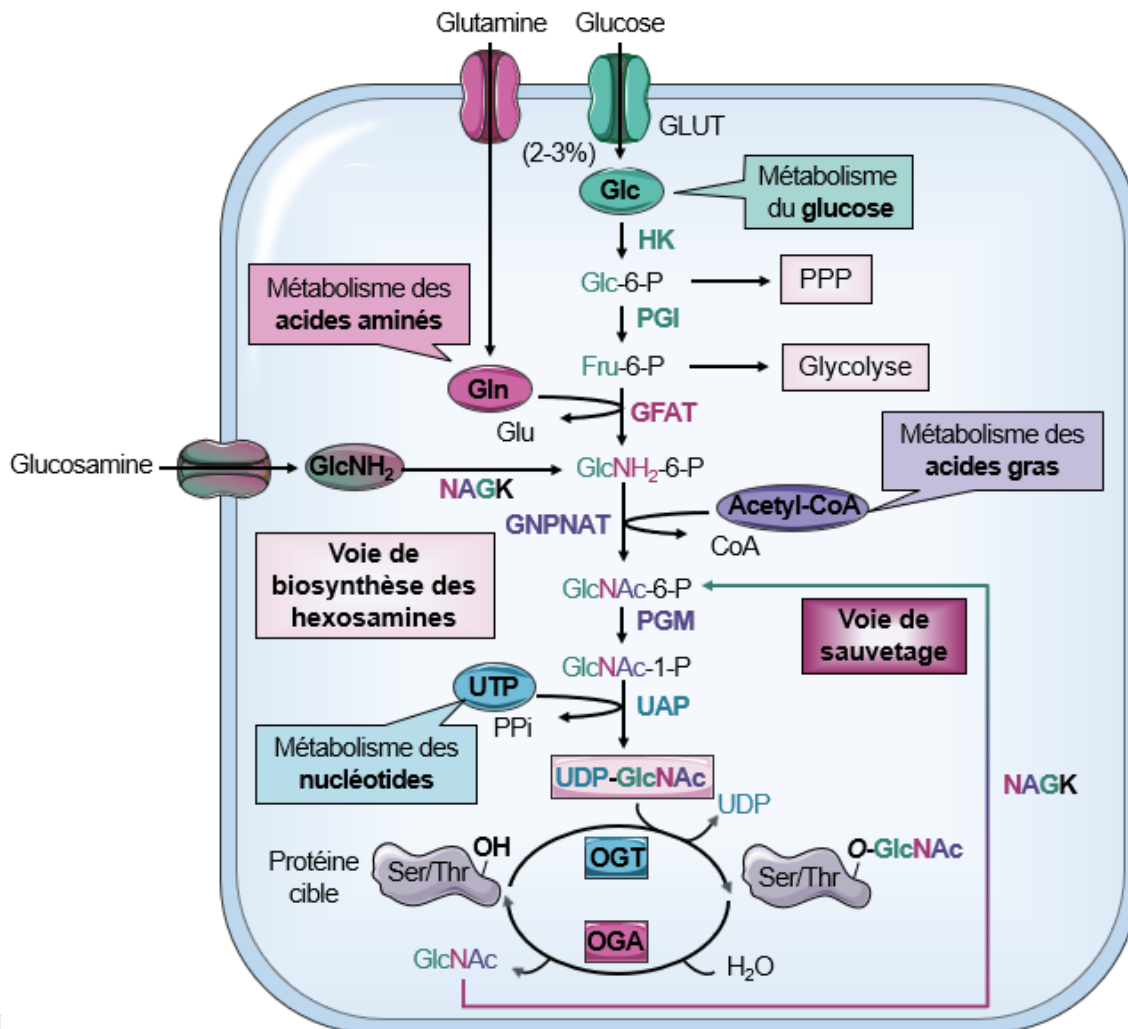 Glutamine
Glucose
GLUT
(2-3%)
Glc
Métabolisme
du glucose
HK
Glc-6-P
PPP
Métabolisme des
acides aminés
PGI
Fru-6-P
Glycolyse
Gln
GFAT
Glu
Métabolisme des
acides gras
Glucosamine
GlcNH₂
NAGK
GlcNH₂-6-P
Acetyl-CoA
GNPNAT
CoA
Voie de
biosynthèse des
hexosamines
GlcNAc-6-P
PGM
Voie de
sauvetage
GlcNAc-1-P
UTP
UAP
PPi
Métabolisme des
nucléotides
UDP-GlcNAc
NAGK
UDP
Protéine
cible
Ser/Thr
OH
OGT
O-GlcNAc
Ser/Thr
OGA
GlcNAc
H₂O